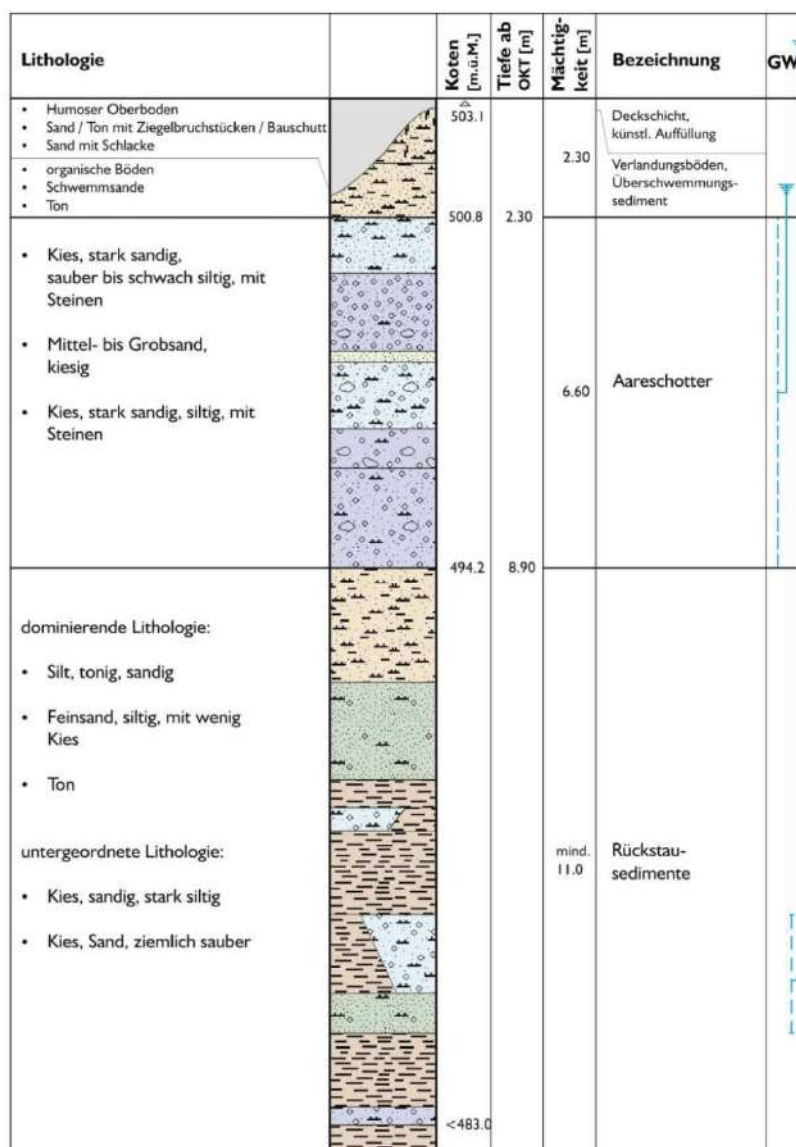 Lithologie
Koten
[m.ü.M.]
Tiefe ab
OKT [m]
Mächtig-
keit [m]
Bezeichnung
GW
• Humoser Oberboden
• Sand / Ton mit Ziegelbruchstücken / Bauschutt
• Sand mit Schlacke
• organische Böden
• Schwemmsande
• Ton
503.1
2.30
Deckschicht,
künstl. Auffüllung
Verlandungsböden,
Überschwemmungs-
sediment
500.8
2.30
• Kies, stark sandig,
sauber bis schwach siltig, mit
Steinen
• Mittel- bis Grobsand,
kiesig
• Kies, stark sandig, siltig, mit
Steinen
6.60
Aareschotter
494.2
8.90
dominierende Lithologie:
• Silt, tonig, sandig
• Feinsand, siltig, mit wenig
Kies
• Ton
untergeordnete Lithologie:
• Kies, sandig, stark siltig
• Kies, Sand, ziemlich sauber
mind.
11.0
Rückstau-
sedimente
<483.0